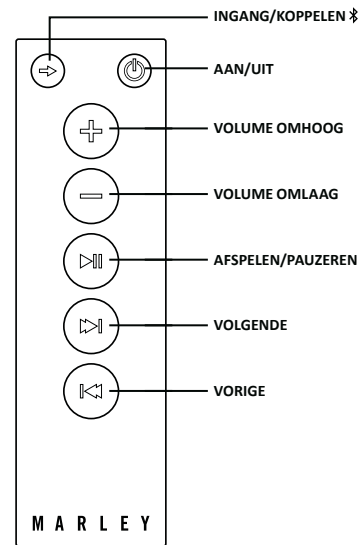 INGANG/KOPPELEN
AAN/UIT
VOLUME OMHOOG
VOLUME OMLAAG
AFSPELEN/PAUZEREN
VOLGENDE
VORIGE
MARLEY